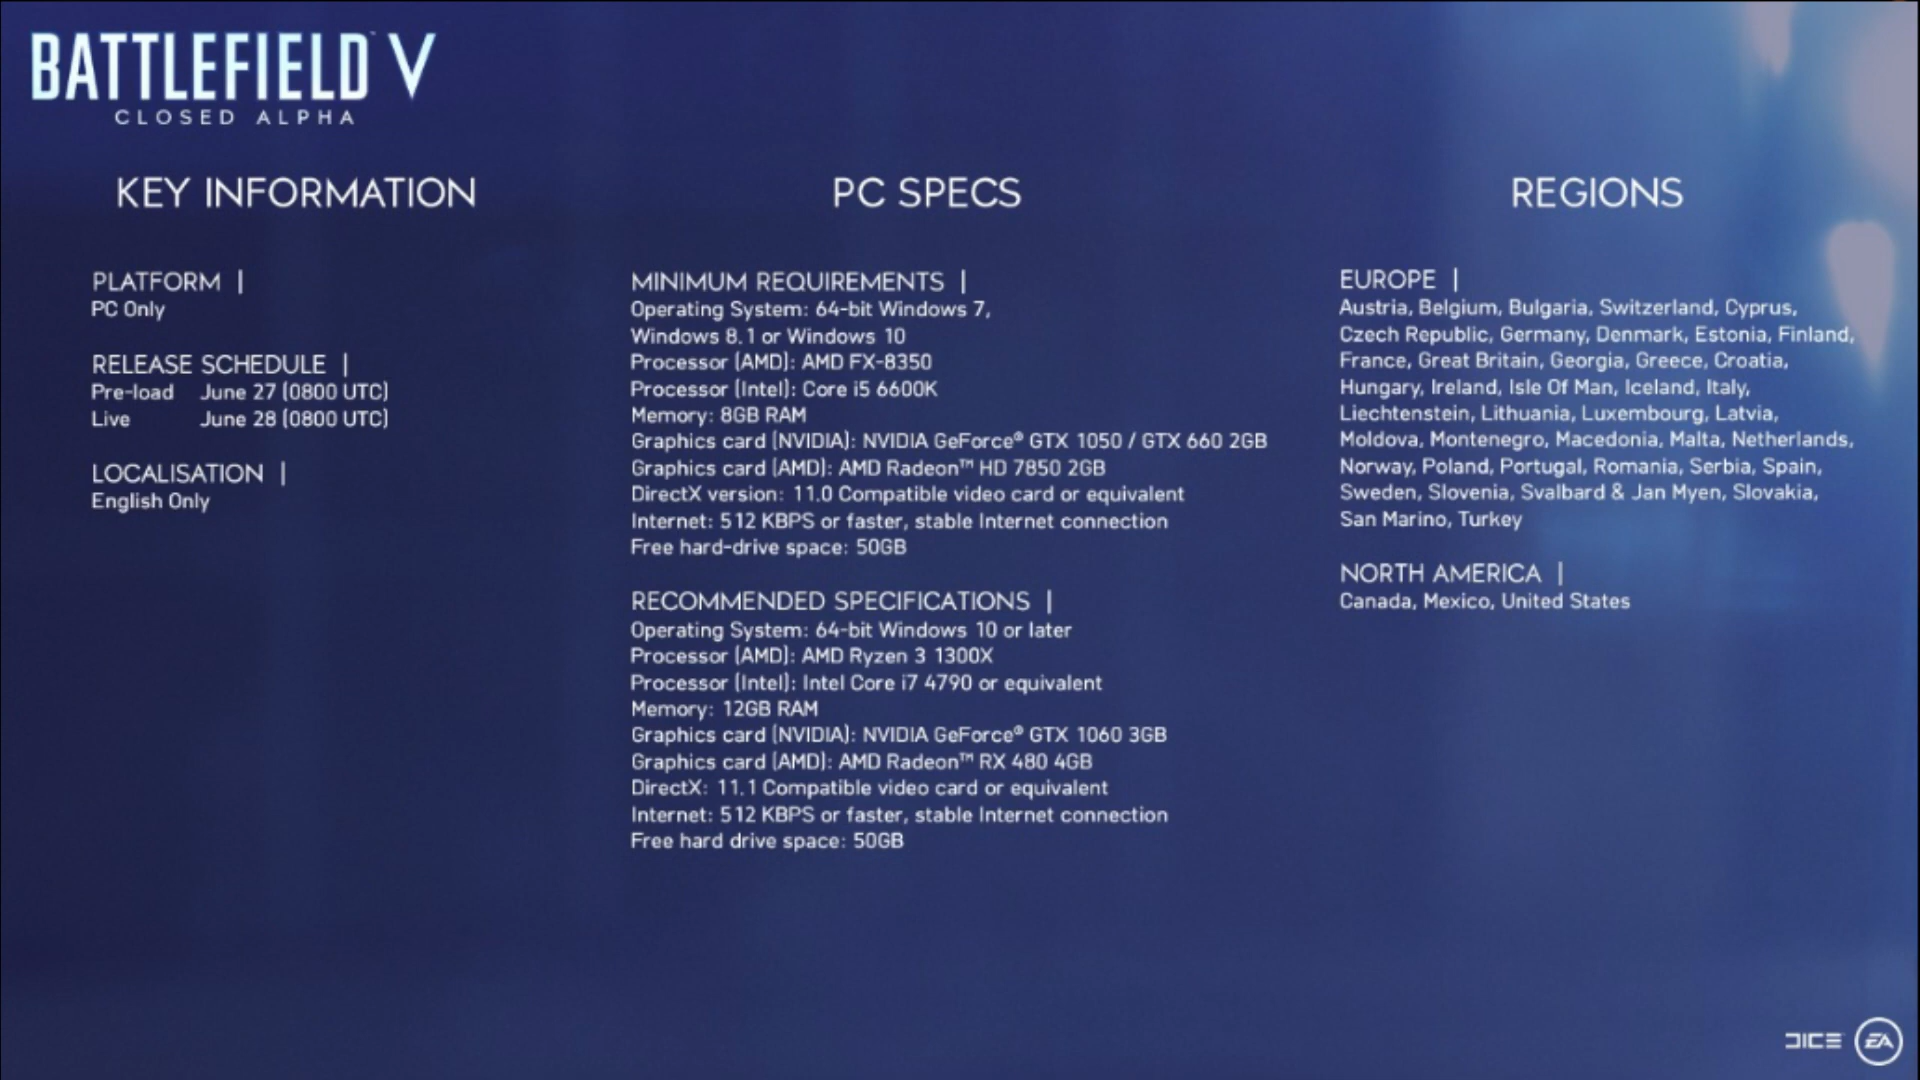 BATTLEFIELD™ V
CLOSED ALPHA
KEY INFORMATION
PLATFORM |
PC Only
RELEASE SCHEDULE |
Pre-load June 27 (0800 UTC)
Live June 28 (0800 UTC)
LOCALISATION |
English Only
PC SPECS
MINIMUM REQUIREMENTS |
Operating System: 64-bit Windows 7,
Windows 8.1 or Windows 10
Processor (AMD): AMD FX-8350
Processor (Intel): Core i5 6600K
Memory: 8GB RAM
Graphics card (NVIDIA): NVIDIA GeForce® GTX 1050 / GTX 660 2GB
Graphics card (AMD): AMD Radeon™ HD 7850 2GB
DirectX version: 11.0 Compatible video card or equivalent
Internet: 512 KBPS or faster, stable Internet connection
Free hard-drive space: 50GB
RECOMMENDED SPECIFICATIONS |
Operating System: 64-bit Windows 10 or later
Processor (AMD): AMD Ryzen 3 1300X
Processor (Intel): Intel Core i7 4790 or equivalent
Memory: 12GB RAM
Graphics card (NVIDIA): NVIDIA GeForce® GTX 1060 3GB
Graphics card (AMD): AMD Radeon™ RX 480 4GB
DirectX: 11.1 Compatible video card or equivalent
Internet: 512 KBPS or faster, stable Internet connection
Free hard drive space: 50GB
REGIONS
EUROPE |
Austria, Belgium, Bulgaria, Switzerland, Cyprus,
Czech Republic, Germany, Denmark, Estonia, Finland,
France, Great Britain, Georgia, Greece, Croatia,
Hungary, Ireland, Isle Of Man, Iceland, Italy,
Liechtenstein, Lithuania, Luxembourg, Latvia,
Moldova, Montenegro, Macedonia, Malta, Netherlands,
Norway, Poland, Portugal, Romania, Serbia, Spain,
Sweden, Slovenia, Svalbard & Jan Myen, Slovakia,
San Marino, Turkey
NORTH AMERICA |
Canada, Mexico, United States
DICE EA